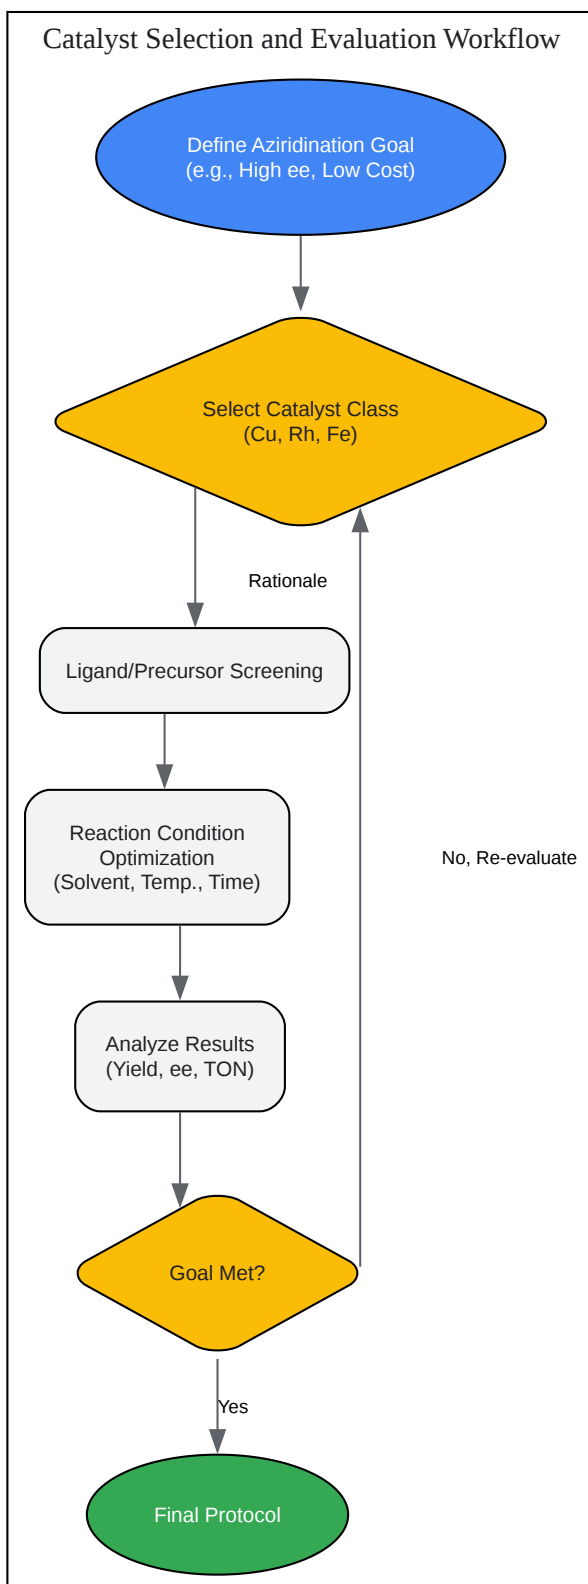 Catalyst Selection and Evaluation Workflow
Define Aziridination Goal
(e.g., High ee, Low Cost)
Select Catalyst Class
(Cu, Rh, Fe)
Rationale
Ligand/Precursor Screening
Reaction Condition
Optimization
(Solvent, Temp., Time)
No, Re-evaluate
Analyze Results
(Yield, ee, TON)
Goal Met?
Yes
Final Protocol